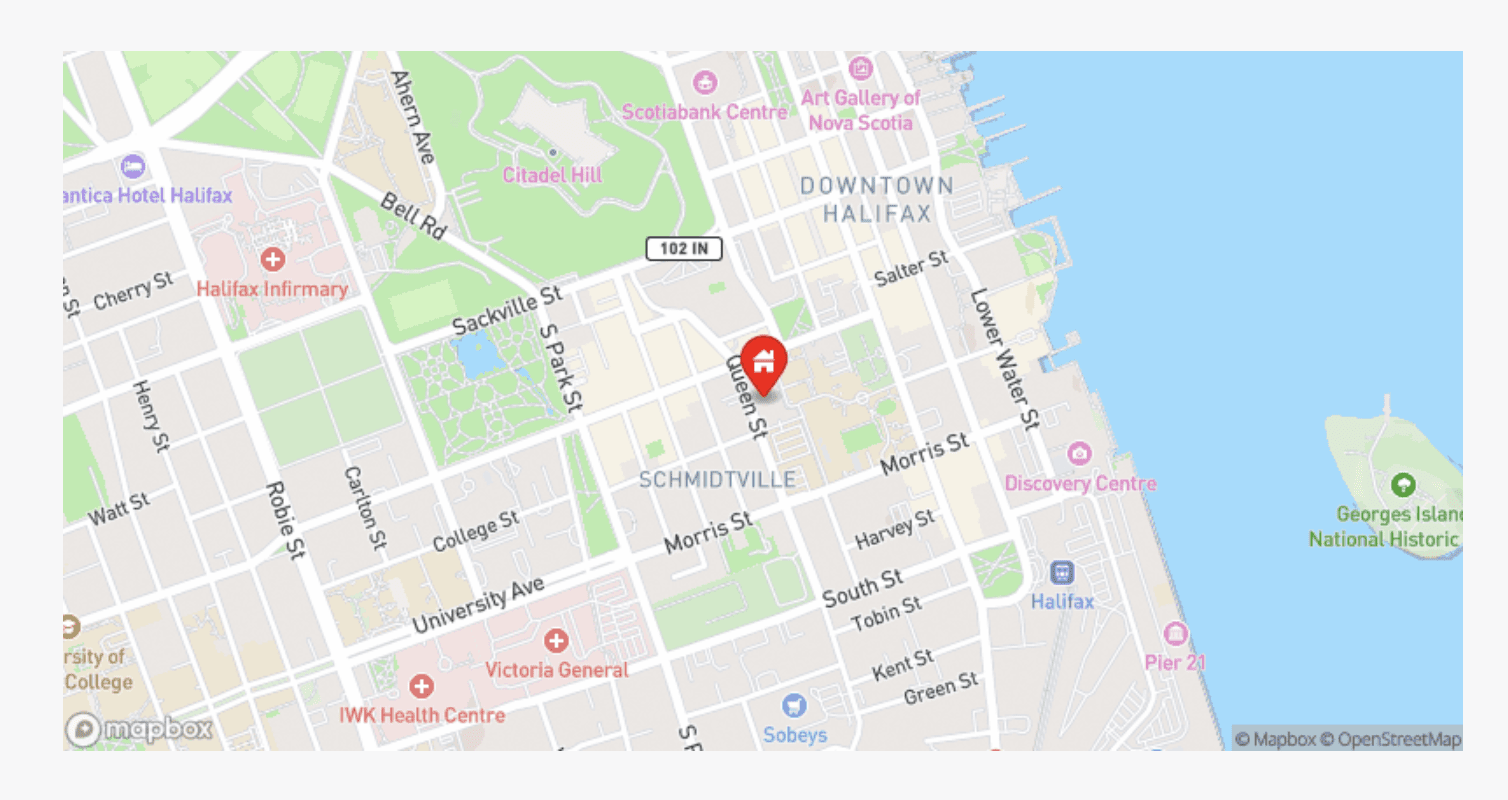 Scotiabank Centre
Art Gallery of
Nova Scotia
Ahern Ave
Citadel Hill
antica Hotel Halifax
DOWNTOWN
HALIFAX
Bell Rd
102 IN
Halifax Infirmary
Cherry St
Salter St
Sackville St
S Park St
Lower Water St
Queen St
Henry St
Morris St
SCHMIDTVILLE
Discovery Centre
Watt St
Robie St
Carlton St
College St
Morris St
Harvey St
Georges Islan
National Historic
University Ave
South St
Tobin St
Halifax
rsity of
College
Victoria General
Kent St
Green St
Pier 21
IWK Health Centre
Sobeys
mapbox
© Mapbox © OpenStreetMap